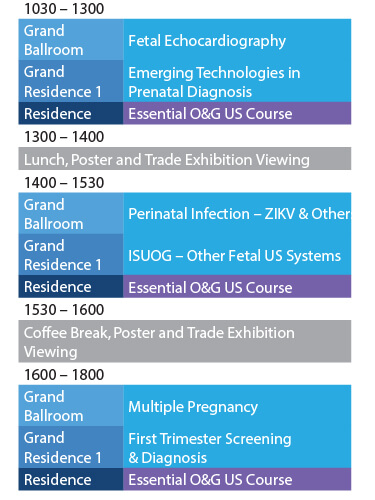 1030 – 1300
Grand
Ballroom
Fetal Echocardiography
Grand
Residence 1
Emerging Technologies in
Prenatal Diagnosis
Residence
Essential O&G US Course
1300 – 1400
Lunch, Poster and Trade Exhibition Viewing
1400 – 1530
Grand
Ballroom
Perinatal Infection – ZIKV & Other
Grand
Residence 1
ISUOG – Other Fetal US Systems
Residence
Essential O&G US Course
1530 – 1600
Coffee Break, Poster and Trade Exhibition
Viewing
1600 – 1800
Grand
Ballroom
Multiple Pregnancy
Grand
Residence 1
First Trimester Screening
& Diagnosis
Residence
Essential O&G US Course